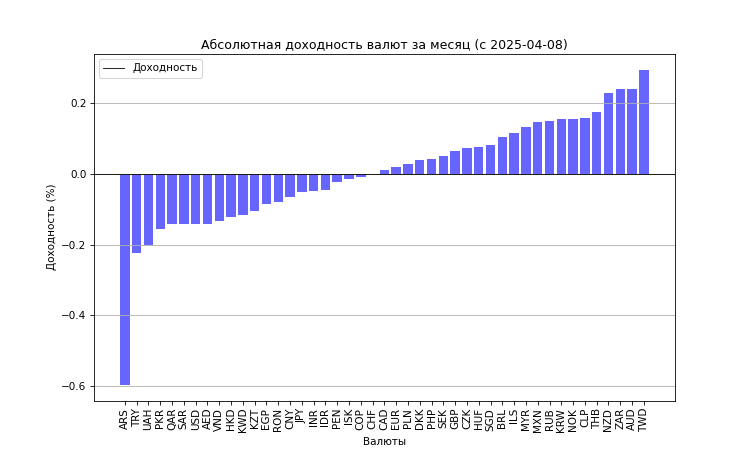 Абсолютная доходность валют за месяц (с 2025-04-08)
Доходность
Доходность (%)
0.2
0.0
−0.2
−0.4
−0.6
ARS TRY UAH PKR QAR SAR USD AED VND HKD KWD KZT EGP RON CNY JPY INR IDR PEN ISK COP CHF CAD EUR PLN DKK PHP SEK GBP CZK HUF SGD BRL ILS MYR MXN RUB KRW NOK CLP THB NZD ZAR AUD TWD
Валюты